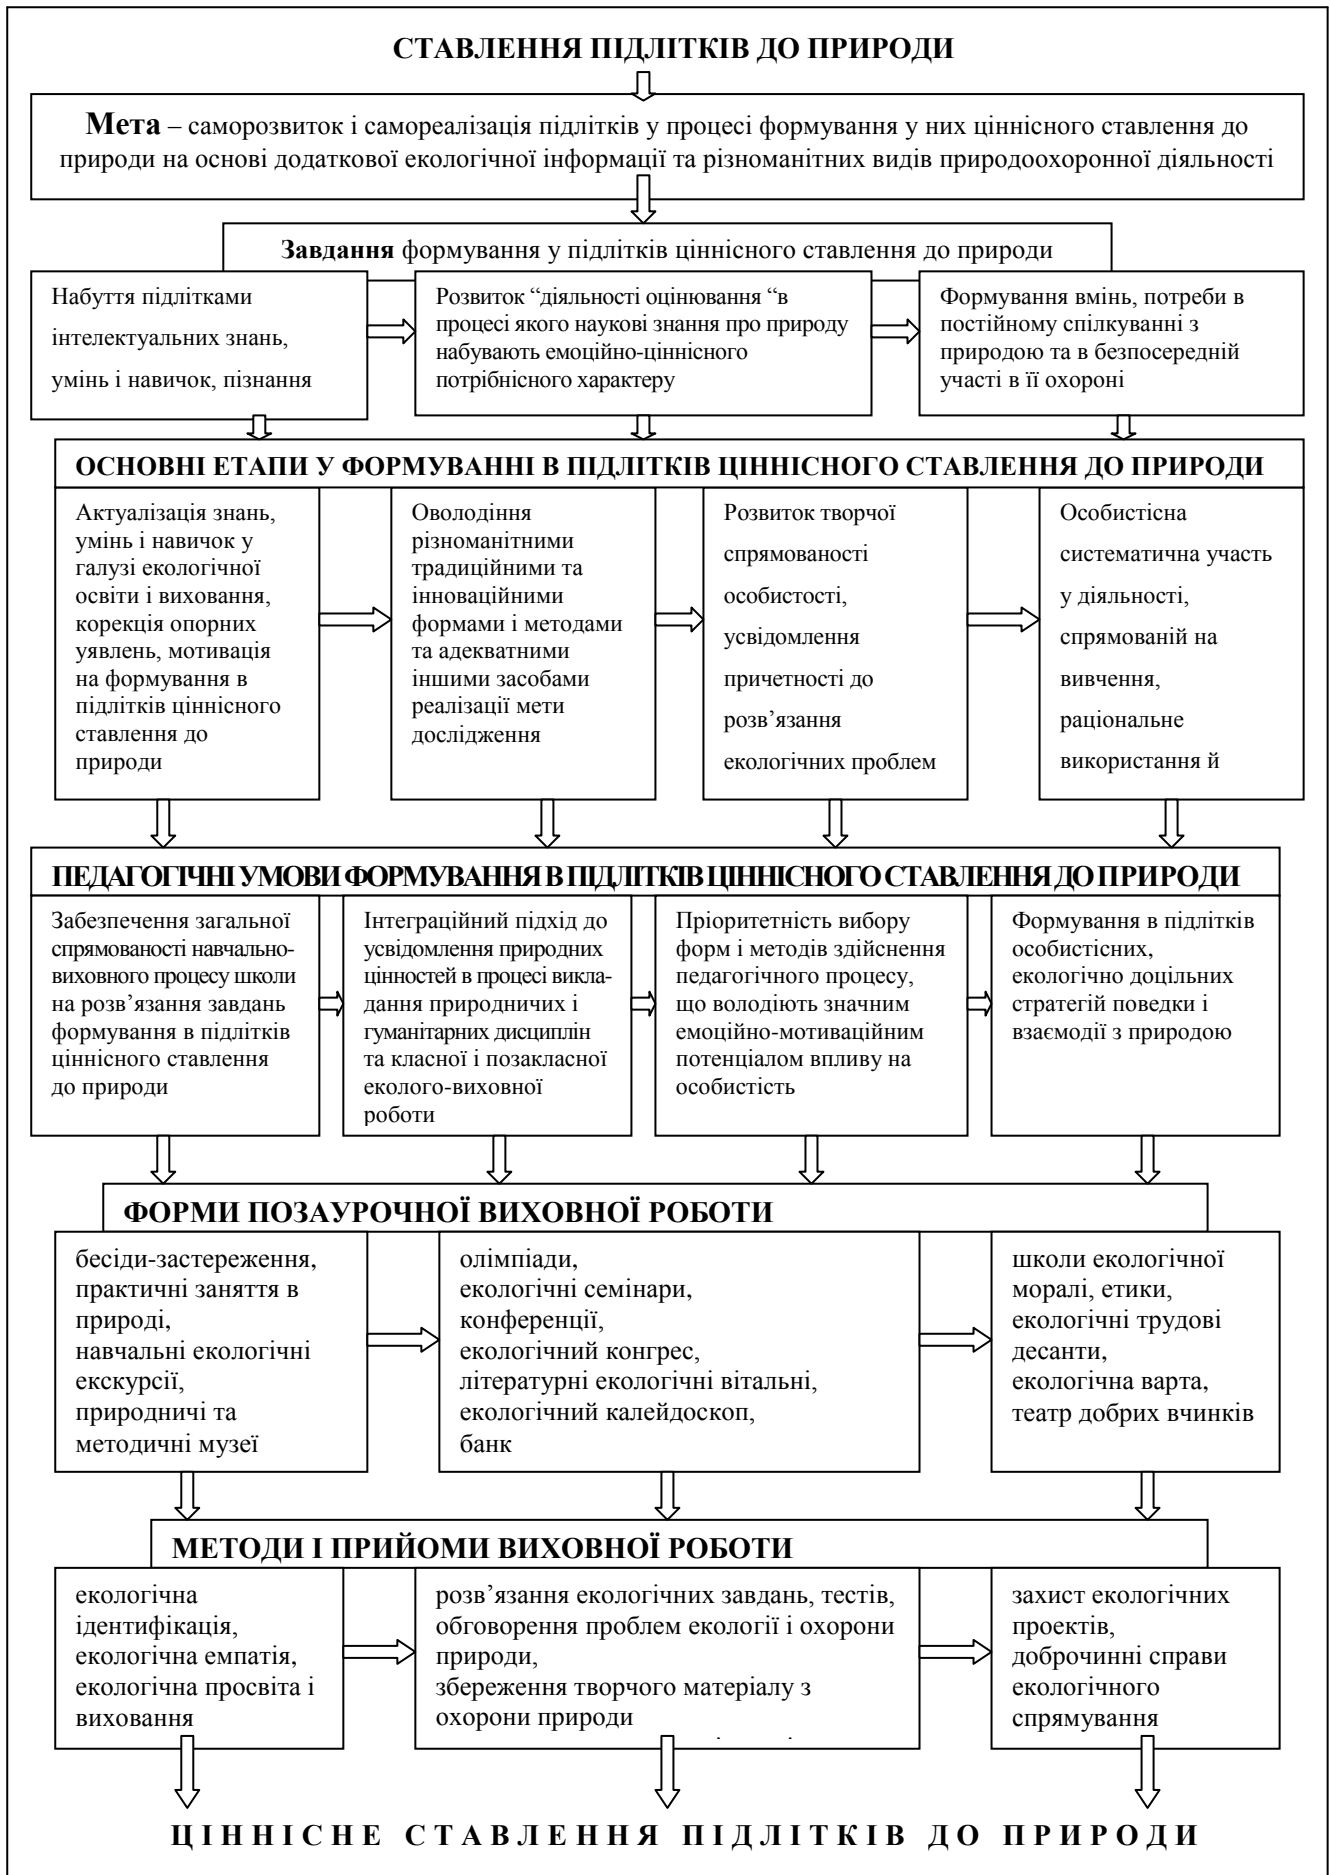 СТАВЛЕННЯ ПІДЛІТКІВ ДО ПРИРОДИ
Мета – саморозвиток і самореалізація підлітків у процесі формування у них ціннісного ставлення до
природи на основі додаткової екологічної інформації та різноманітних видів природоохоронної діяльності
Завдання формування у підлітків ціннісного ставлення до природи
Набуття підлітками
інтелектуальних знань,
умінь і навичок, пізнання
Розвиток “діяльності оцінювання “в
процесі якого наукові знання про природу
набувають емоційно-ціннісного
потрібнісного характеру
Формування вмінь, потреби в
постійному спілкуванні з
природою та в безпосередній
участі в її охороні
ОСНОВНІ ЕТАПИ У ФОРМУВАННІ В ПІДЛІТКІВ ЦІННІСНОГО СТАВЛЕННЯ ДО ПРИРОДИ
Актуалізація знань,
умінь і навичок у
галузі екологічної
освіти і виховання,
корекція опорних
уявлень, мотивація
на формування в
підлітків ціннісного
ставлення до
природи
Оволодіння
різноманітними
традиційними та
інноваційними
формами і методами
та адекватними
іншими засобами
реалізації мети
дослідження
Розвиток творчої
спрямованості
особистості,
усвідомлення
причетності до
розв’язання
екологічних проблем
Особистісна
систематична участь
у діяльності,
спрямованій на
вивчення,
раціональне
використання й
ПЕДАГОГІЧНІ УМОВИ ФОРМУВАННЯ В ПІДЛІТКІВ ЦІННІСНОГО СТАВЛЕННЯ ДО ПРИРОДИ
Забезпечення загальної
спрямованості навчально-
виховного процесу школи
на розв’язання завдань
формування в підлітків
ціннісного ставлення
до природи
Інтеграційний підхід до
усвідомлення природних
цінностей в процесі викла-
дання природничих і
гуманітарних дисциплін
та класної і позакласної
еколого-виховної
роботи
Пріоритетність вибору
форм і методів здійснення
педагогічного процесу,
що володіють значним
емоційно-мотиваційним
потенціалом впливу на
особистість
Формування в підлітків
особистісних,
екологічно доцільних
стратегій поведки і
взаємодії з природою
ФОРМИ ПОЗАУРОЧНОЇ ВИХОВНОЇ РОБОТИ
бесіди-застереження,
практичні заняття в
природі,
навчальні екологічні
екскурсії,
природничі та
методичні музеї
олімпіади,
екологічні семінари,
конференції,
екологічний конгрес,
літературні екологічні вітальні,
екологічний калейдоскоп,
банк
школи екологічної
моралі, етики,
екологічні трудові
десанти,
екологічна варта,
театр добрих вчинків
МЕТОДИ І ПРИЙОМИ ВИХОВНОЇ РОБОТИ
екологічна
ідентифікація,
екологічна емпатія,
екологічна просвіта і
виховання
розв’язання екологічних завдань, тестів,
обговорення проблем екології і охорони
природи,
збереження творчого матеріалу з
охорони природи
захист екологічних
проектів,
доброчинні справи
екологічного
спрямування
Ц І Н Н І С Н Е С Т А В Л Е Н Н Я П І Д Л І Т К І В Д О П Р И Р О Д И